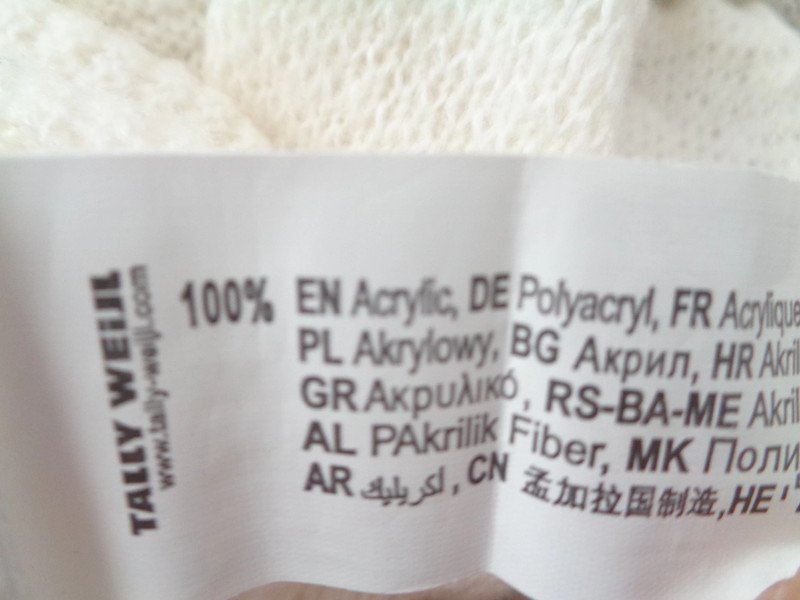 TALLY WEiJL
www.tally-weijl.com
100% EN Acrylic, DE Polyacryl, FR Acrylique
PL Akrylowy, BG Акрил, HR Akril
GR Ακρυλικό, RS-BA-ME Akril
AL PAkrilik Fiber, MK Поли
AR اكريليك, CN 孟加拉国制造, HE